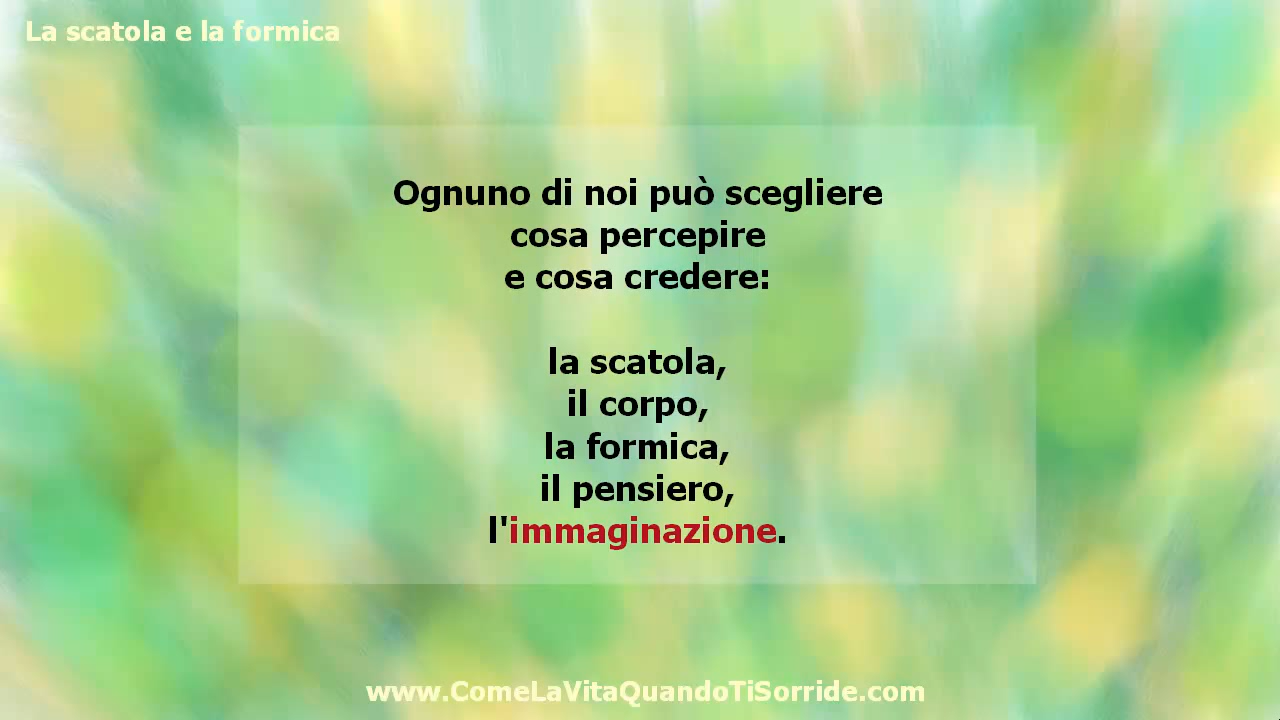 La scatola e la formica
Ognuno di noi può scegliere
cosa percepire
e cosa credere:
la scatola,
il corpo,
la formica,
il pensiero,
l'immaginazione.
www.ComeLaVitaQuandoTiSorride.com